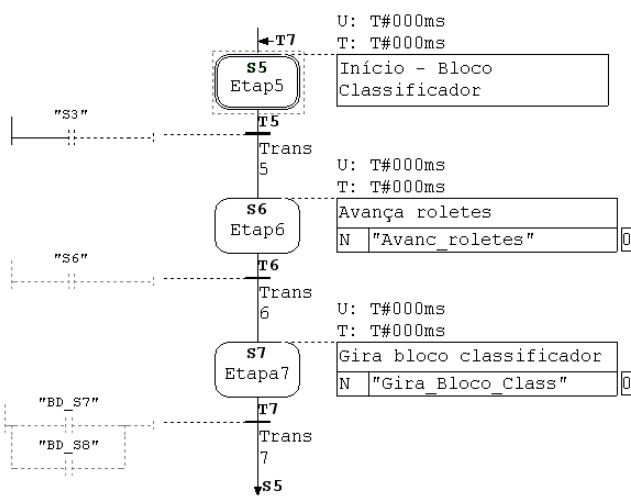 U: T#000ms
T7
T: T#000ms
S5
Etap5
Início - Bloco
Classificador
"S3"
T5
Trans
5
U: T#000ms
T: T#000ms
S6
Etap6
Avança roletes
N "Avanc_roletes" 0
"S6"
T6
Trans
6
U: T#000ms
T: T#000ms
S7
Etapa7
Gira bloco classificador
N "Gira_Bloco_Class" 0
"BD_S7"
T7
"BD_S8"
Trans
7
S5